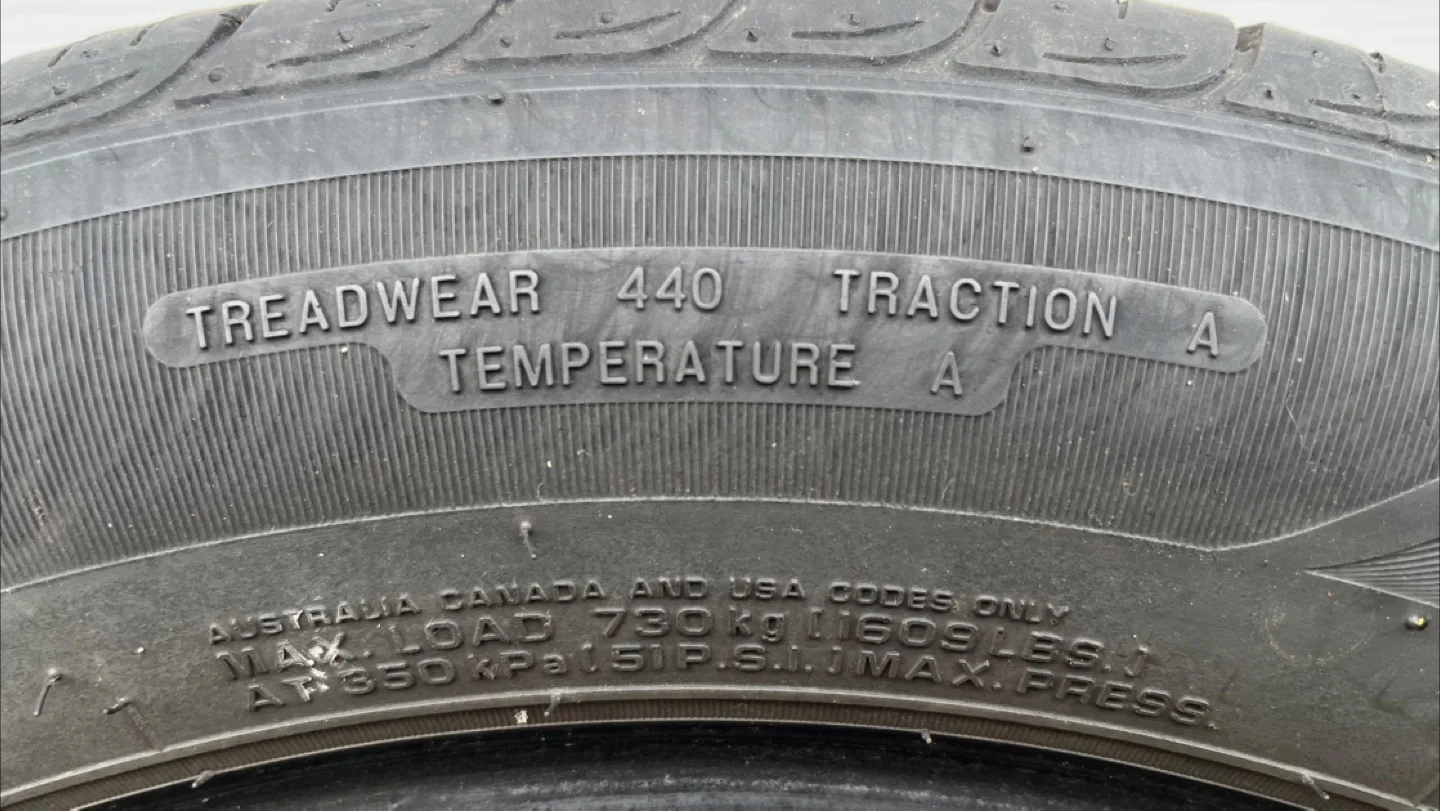 TREADWEAR 440 TRACTION A
TEMPERATURE A
AUSTRALIA CANADA AND USA CODES ONLY
MAX. LOAD 730 kg [1609 LBS.]
AT 350 kPa [51 P.S.I.] MAX. PRESS.